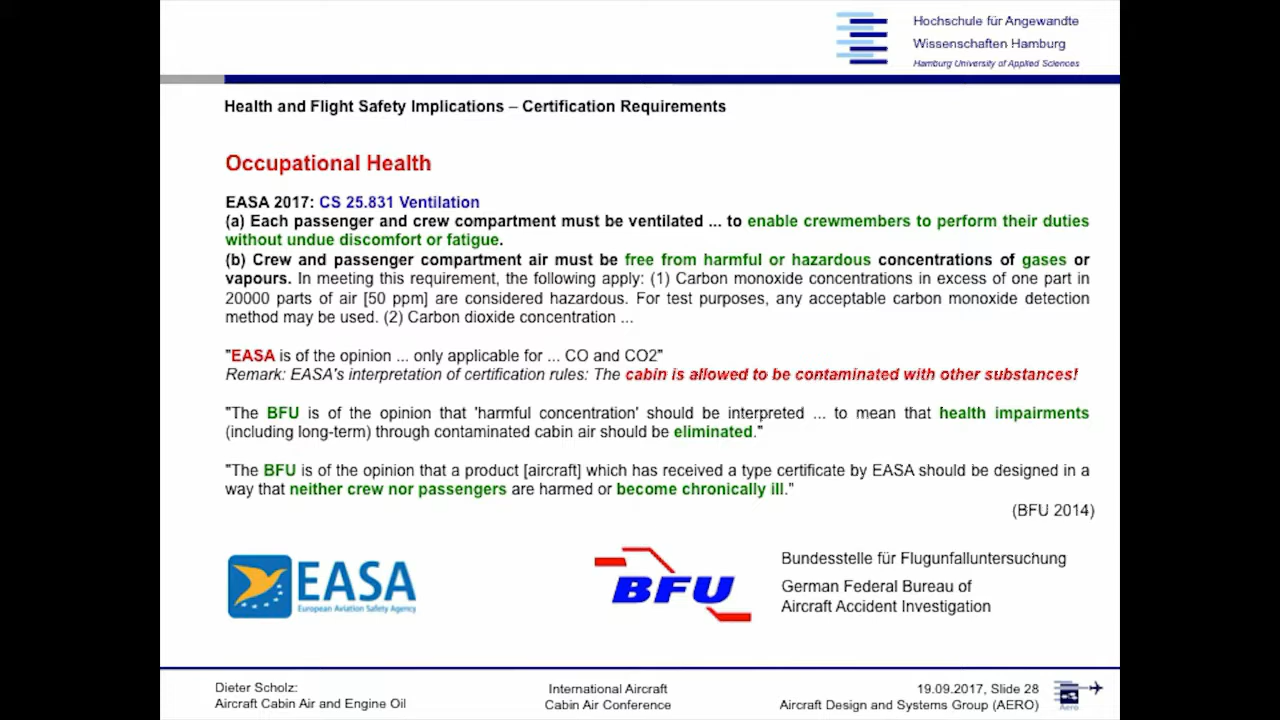 Hochschule für Angewandte
Wissenschaften Hamburg
Hamburg University of Applied Sciences
Health and Flight Safety Implications – Certification Requirements
Occupational Health
EASA 2017: CS 25.831 Ventilation
(a) Each passenger and crew compartment must be ventilated ... to enable crewmembers to perform their duties
without undue discomfort or fatigue.
(b) Crew and passenger compartment air must be free from harmful or hazardous concentrations of gases or
vapours. In meeting this requirement, the following apply: (1) Carbon monoxide concentrations in excess of one part in
20000 parts of air [50 ppm] are considered hazardous. For test purposes, any acceptable carbon monoxide detection
method may be used. (2) Carbon dioxide concentration ...
"EASA is of the opinion ... only applicable for ... CO and CO2"
Remark: EASA's interpretation of certification rules: The cabin is allowed to be contaminated with other substances!
"The BFU is of the opinion that 'harmful concentration' should be interpreted ... to mean that health impairments
(including long-term) through contaminated cabin air should be eliminated."
"The BFU is of the opinion that a product [aircraft] which has received a type certificate by EASA should be designed in a
way that neither crew nor passengers are harmed or become chronically ill."
(BFU 2014)
EASA
European Aviation Safety Agency
BFU
Bundesstelle für Flugunfalluntersuchung
German Federal Bureau of
Aircraft Accident Investigation
Dieter Scholz:
Aircraft Cabin Air and Engine Oil
International Aircraft
Cabin Air Conference
19.09.2017, Slide 28
Aircraft Design and Systems Group (AERO)
Aero